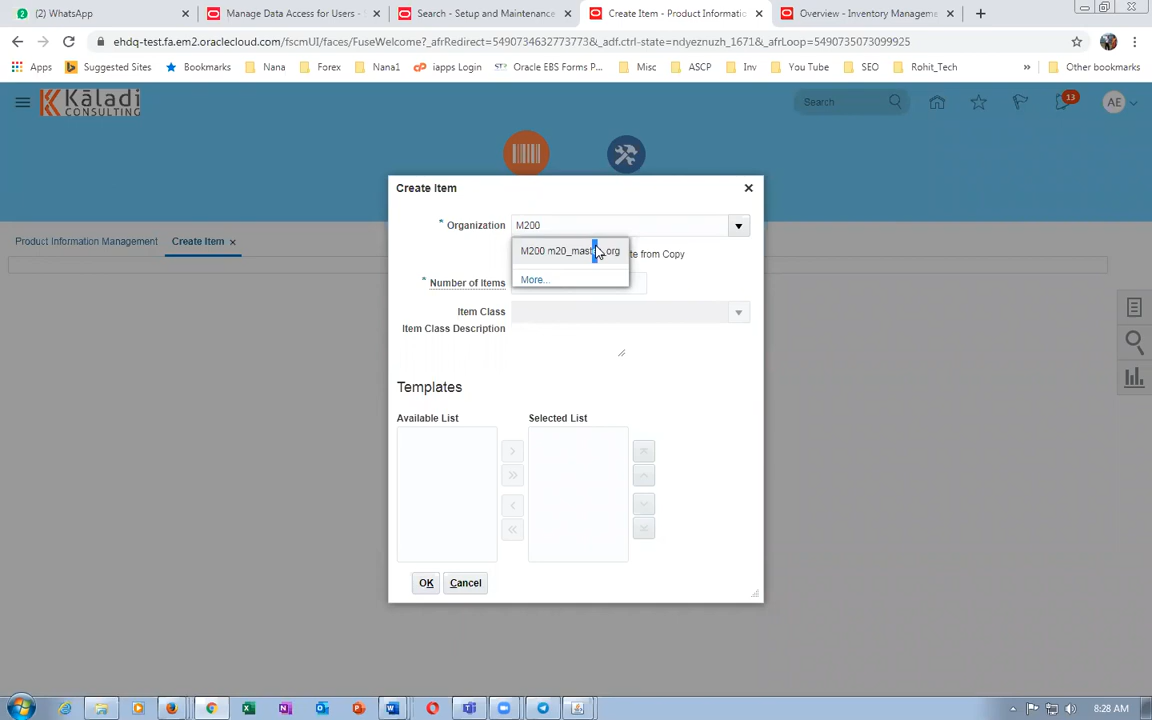 (2) WhatsApp
Manage Data Access for Users -
Search - Setup and Maintenance
Create Item - Product Informatio
Overview - Inventory Manageme
ehdq-test.fa.em2.oraclecloud.com/fscmUI/faces/FuseWelcome?_afrRedirect=5490734632773773&_adf.ctrl-state=ndyeznuzh_1671&_afrLoop=5490735073099925
Apps
Suggested Sites
Bookmarks
Nana
Forex
Nana1
iapps Login
Oracle EBS Forms P...
Misc
ASCP
Inv
You Tube
SEO
Rohit_Tech
»
Other bookmarks
Kāladi
CONSULTING
Search
13
AE
Product Information Management
Create Item
Create Item
* Organization
M200
M200 m20_mast
.org
te from Copy
More...
* Number of Items
Item Class
Item Class Description
Templates
Available List
Selected List
OK
Cancel
8:28 AM